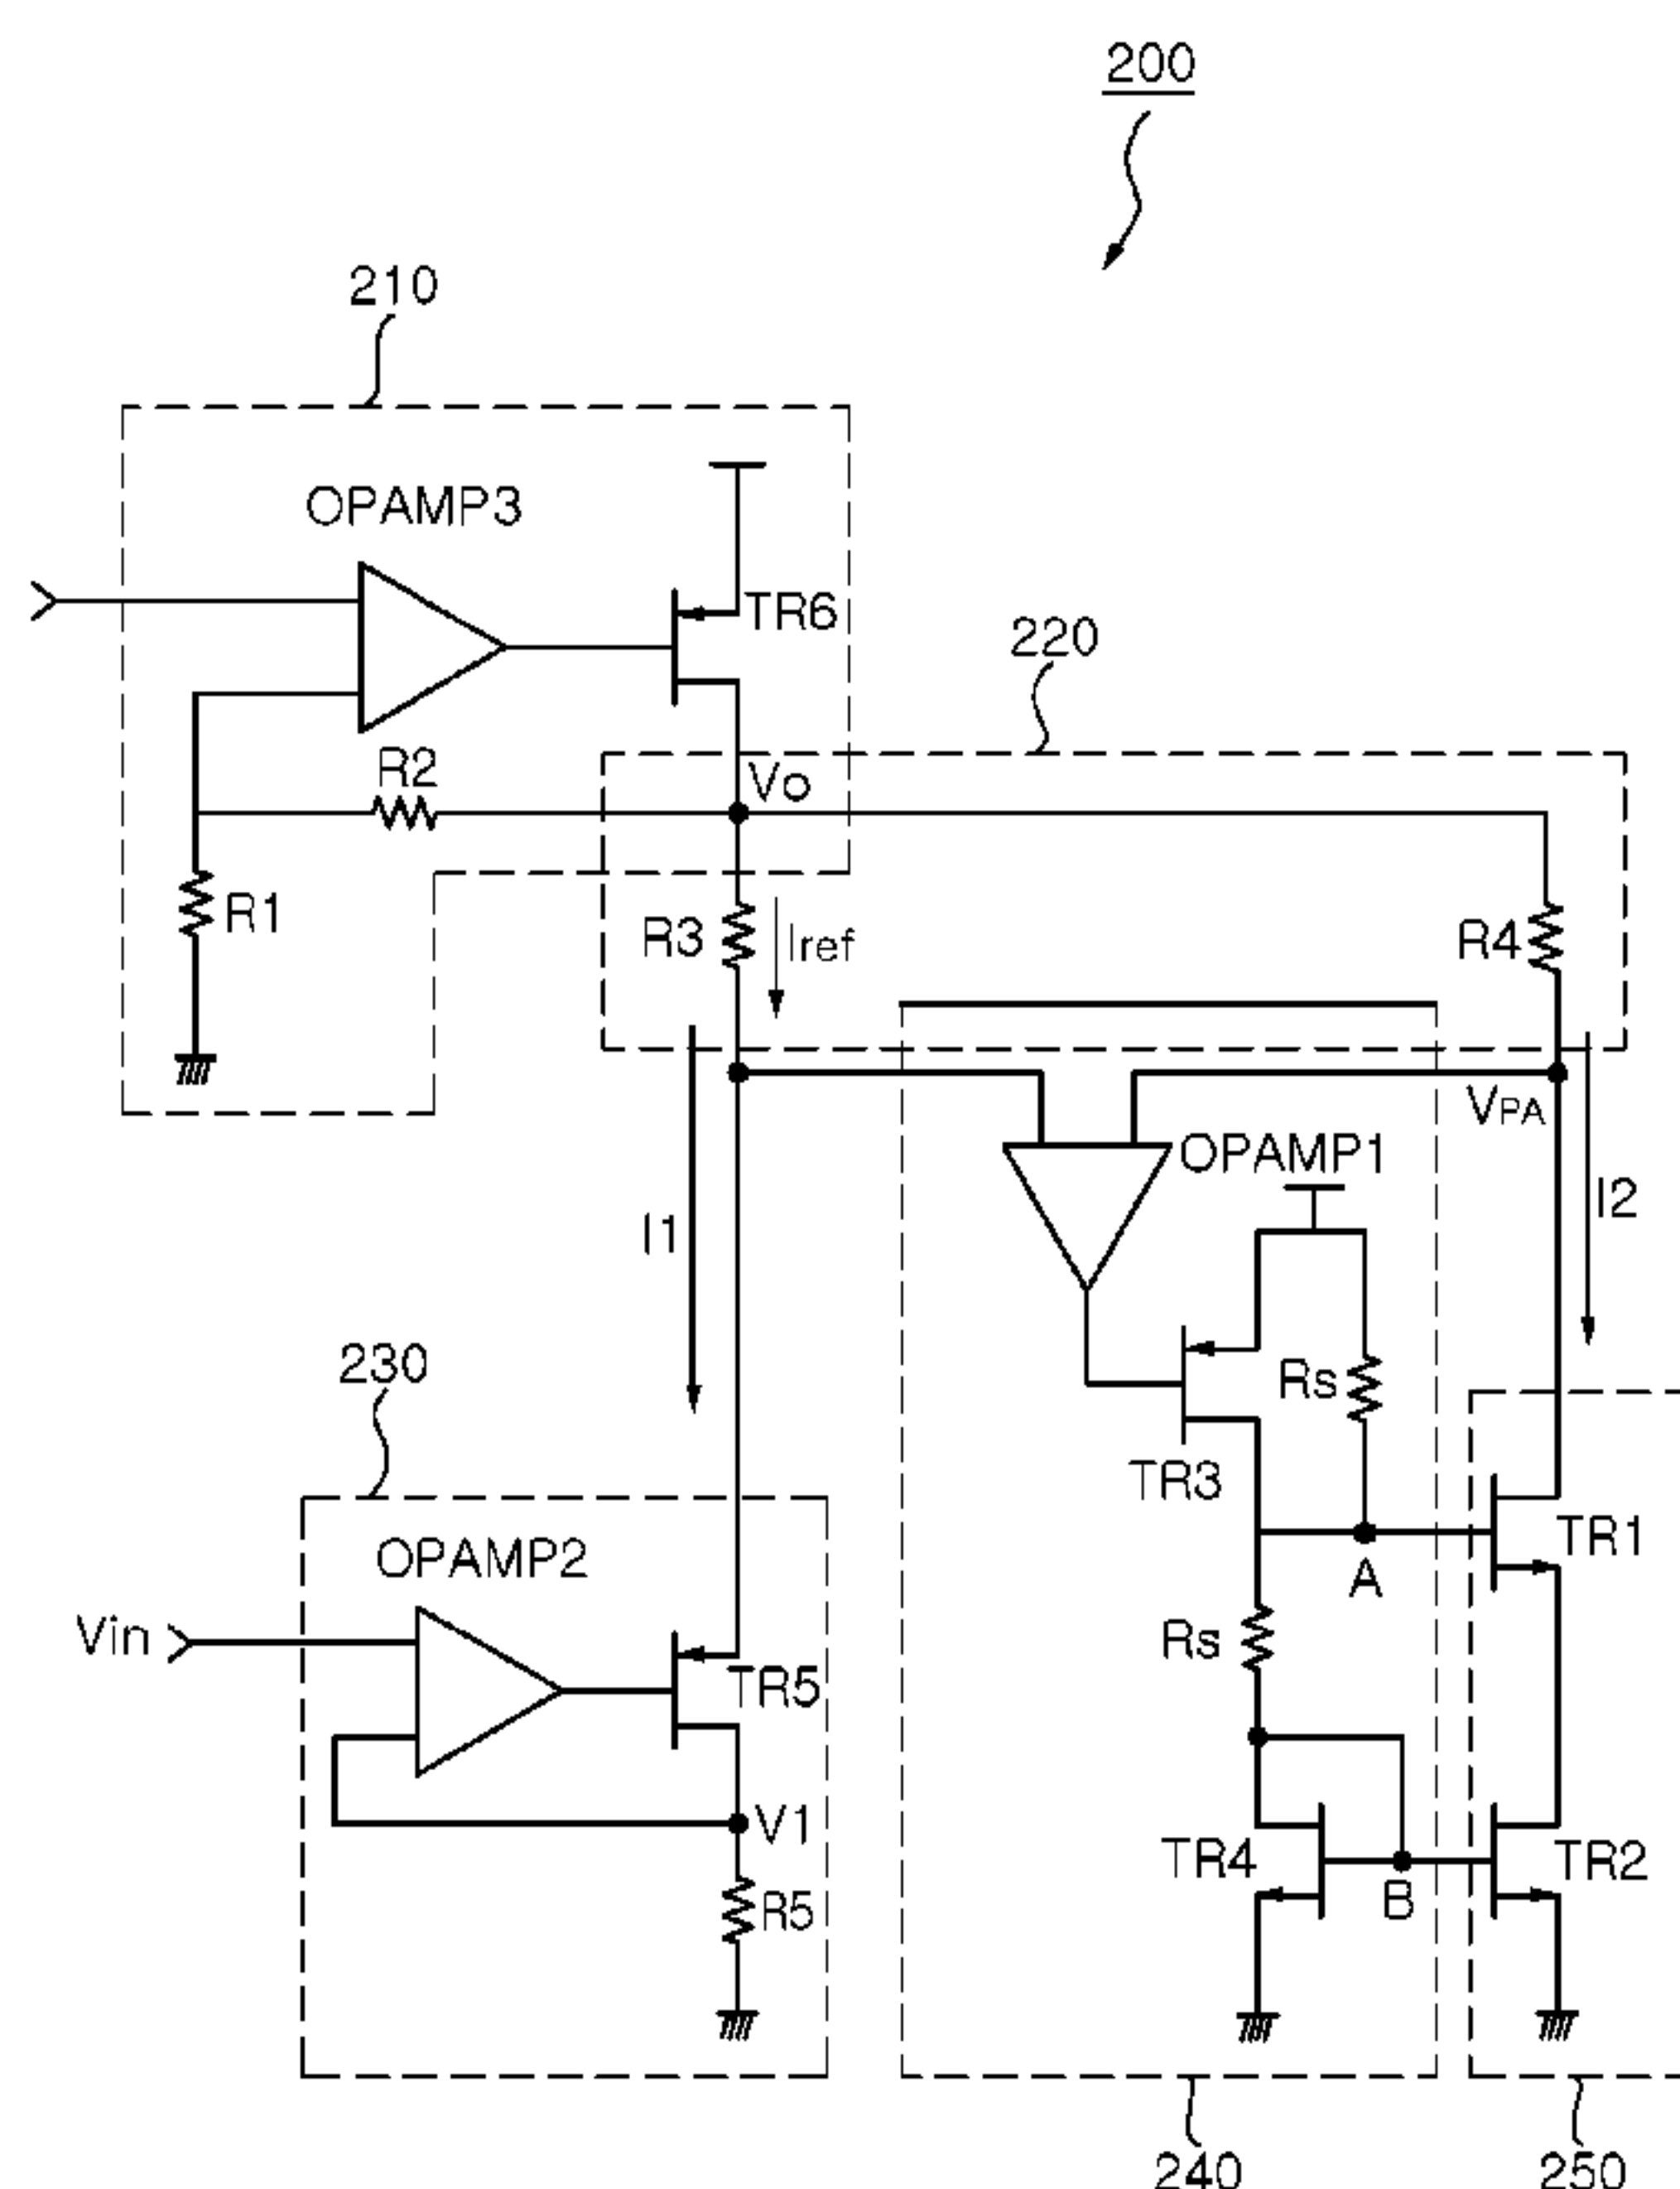 200
210
OPAMP3
TR6
220
R2
Vo
R1
R3
Iref
R4
VPA
OPAMP1
I1
I2
230
Rs
TR3
TR1
A
OPAMP2
Vin
Rs
TR5
V1
TR4
TR2
B
R5
240
250